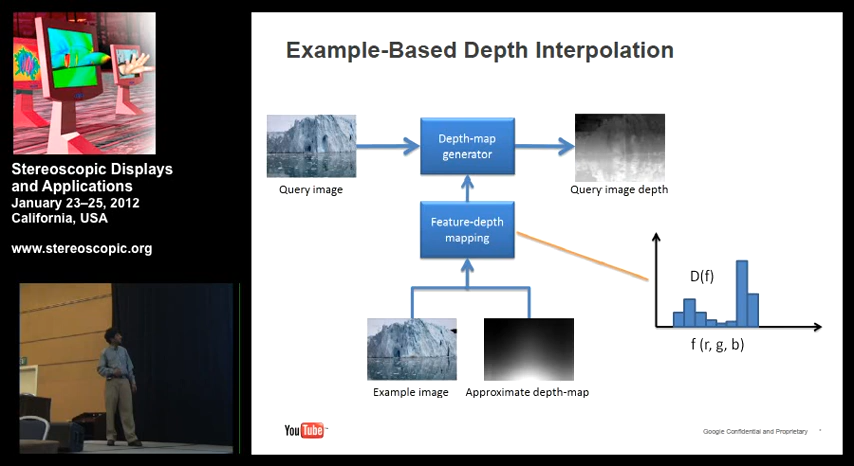 Example-Based Depth Interpolation
Stereoscopic Displays
and Applications
January 23–25, 2012
California, USA
www.stereoscopic.org
Query image
Depth-map
generator
Query image depth
Feature-depth
mapping
D(f)
f (r, g, b)
Example image
Approximate depth-map
YouTube
Google Confidential and Proprietary